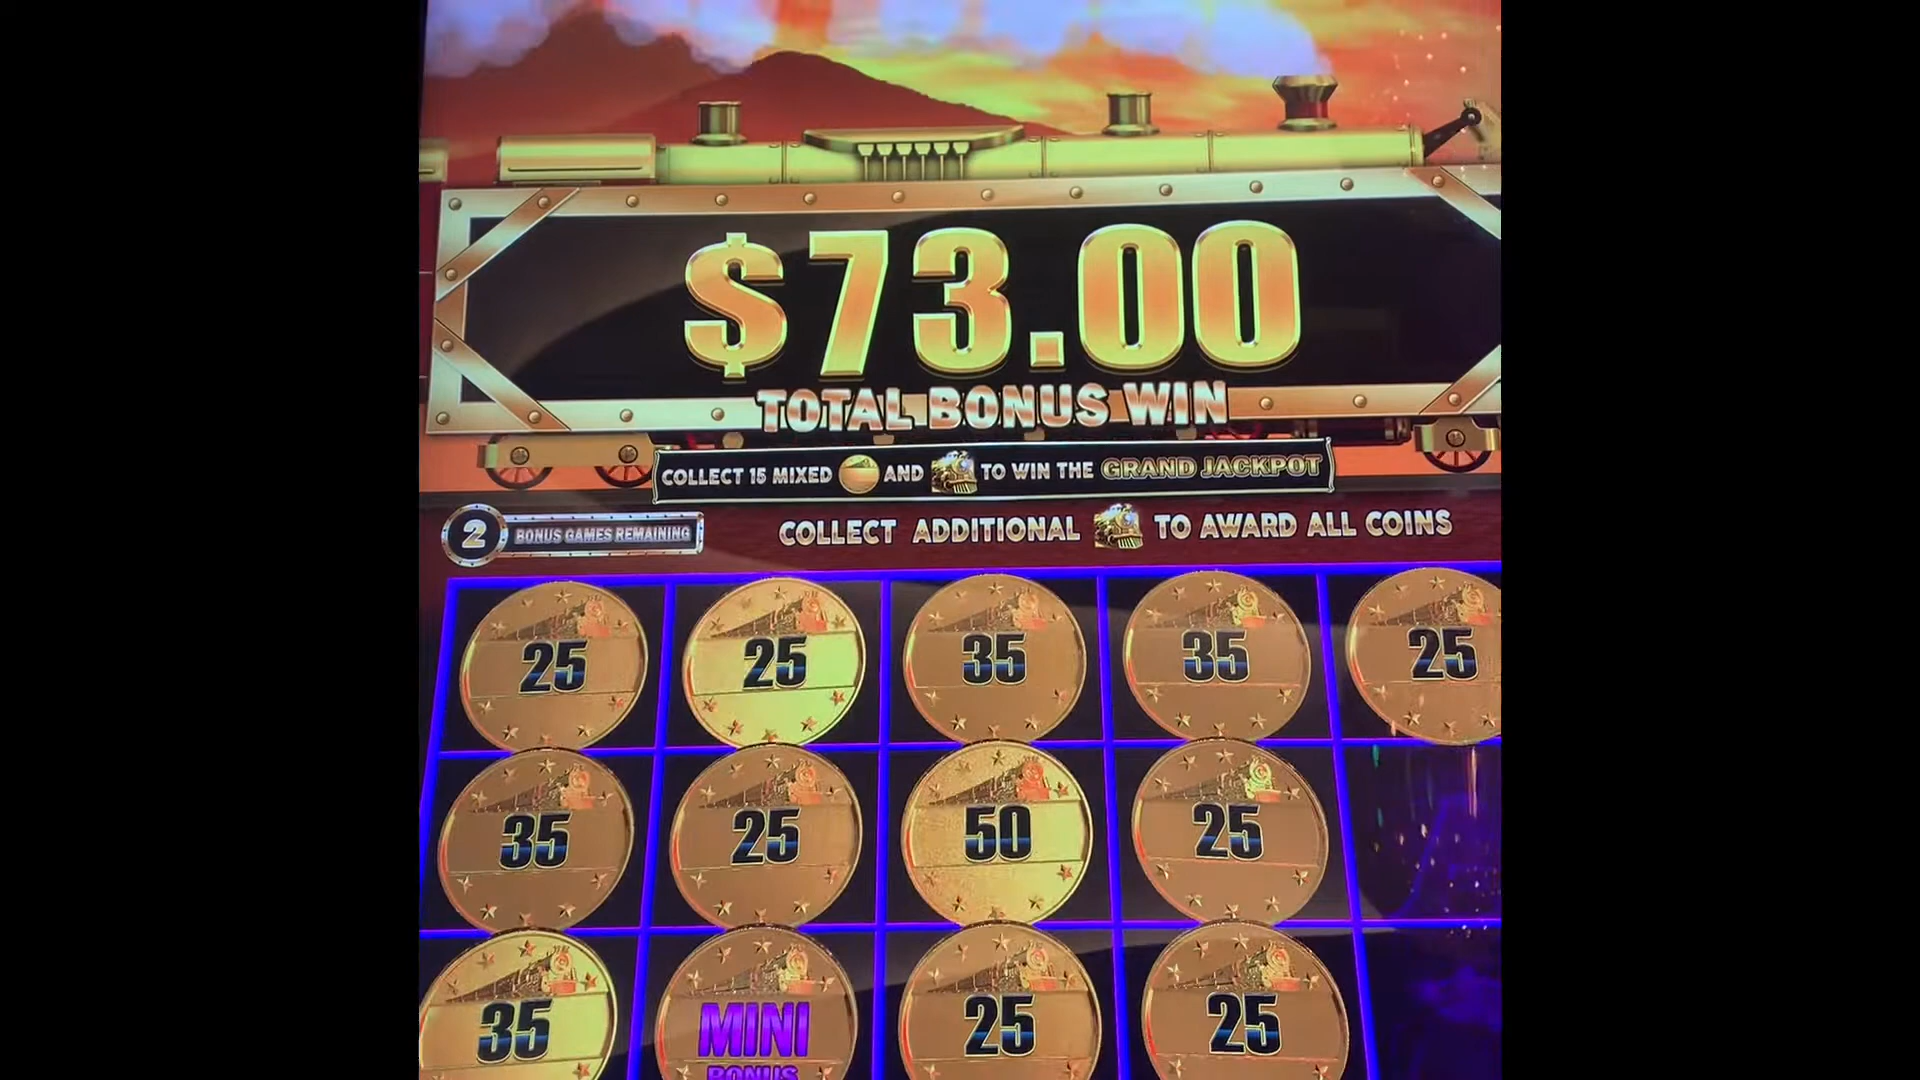 $73.00
TOTAL BONUS WIN
COLLECT 15 MIXED AND TO WIN THE GRAND JACKPOT
2 BONUS GAMES REMAINING
COLLECT ADDITIONAL TO AWARD ALL COINS
25 25 35 35 25
35 25 50 25
35 MINI BONUS 25 25